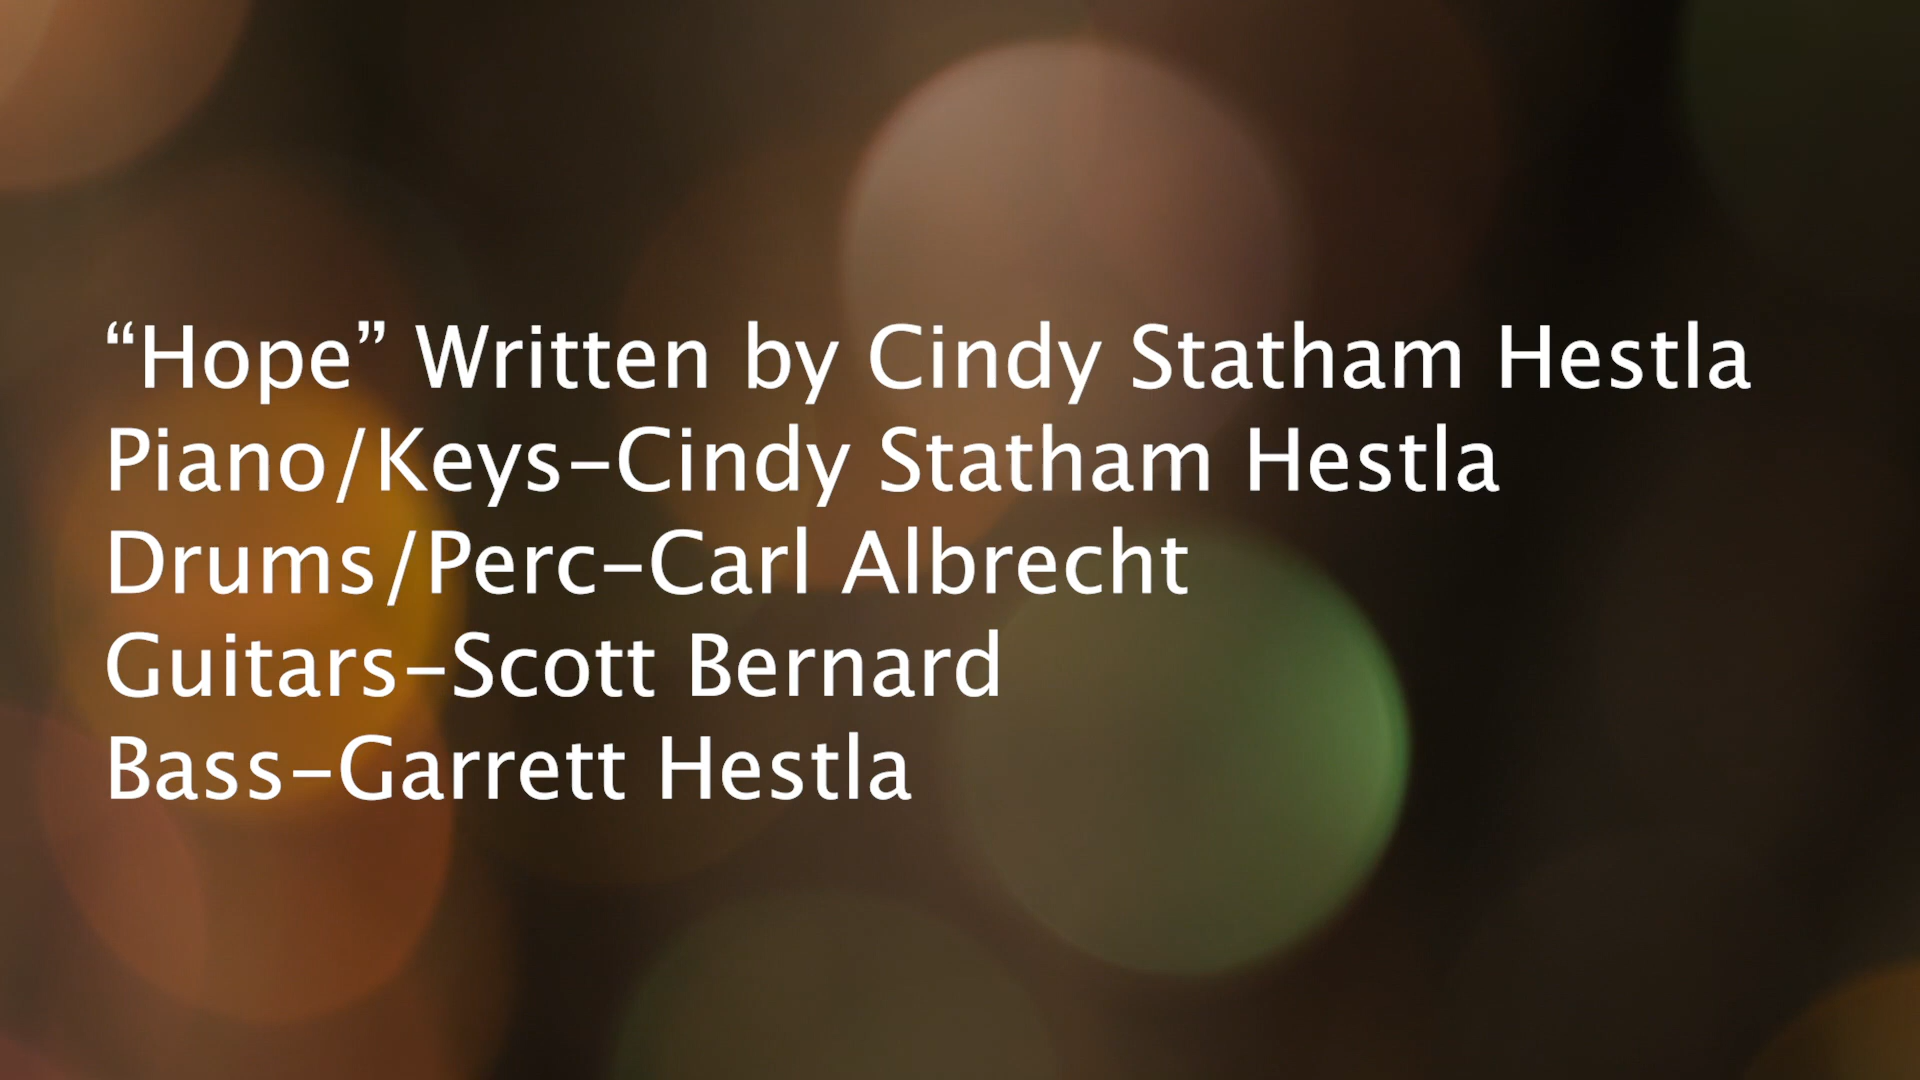 “Hope” Written by Cindy Statham Hestla
Piano/Keys-Cindy Statham Hestla
Drums/Perc-Carl Albrecht
Guitars-Scott Bernard
Bass-Garrett Hestla